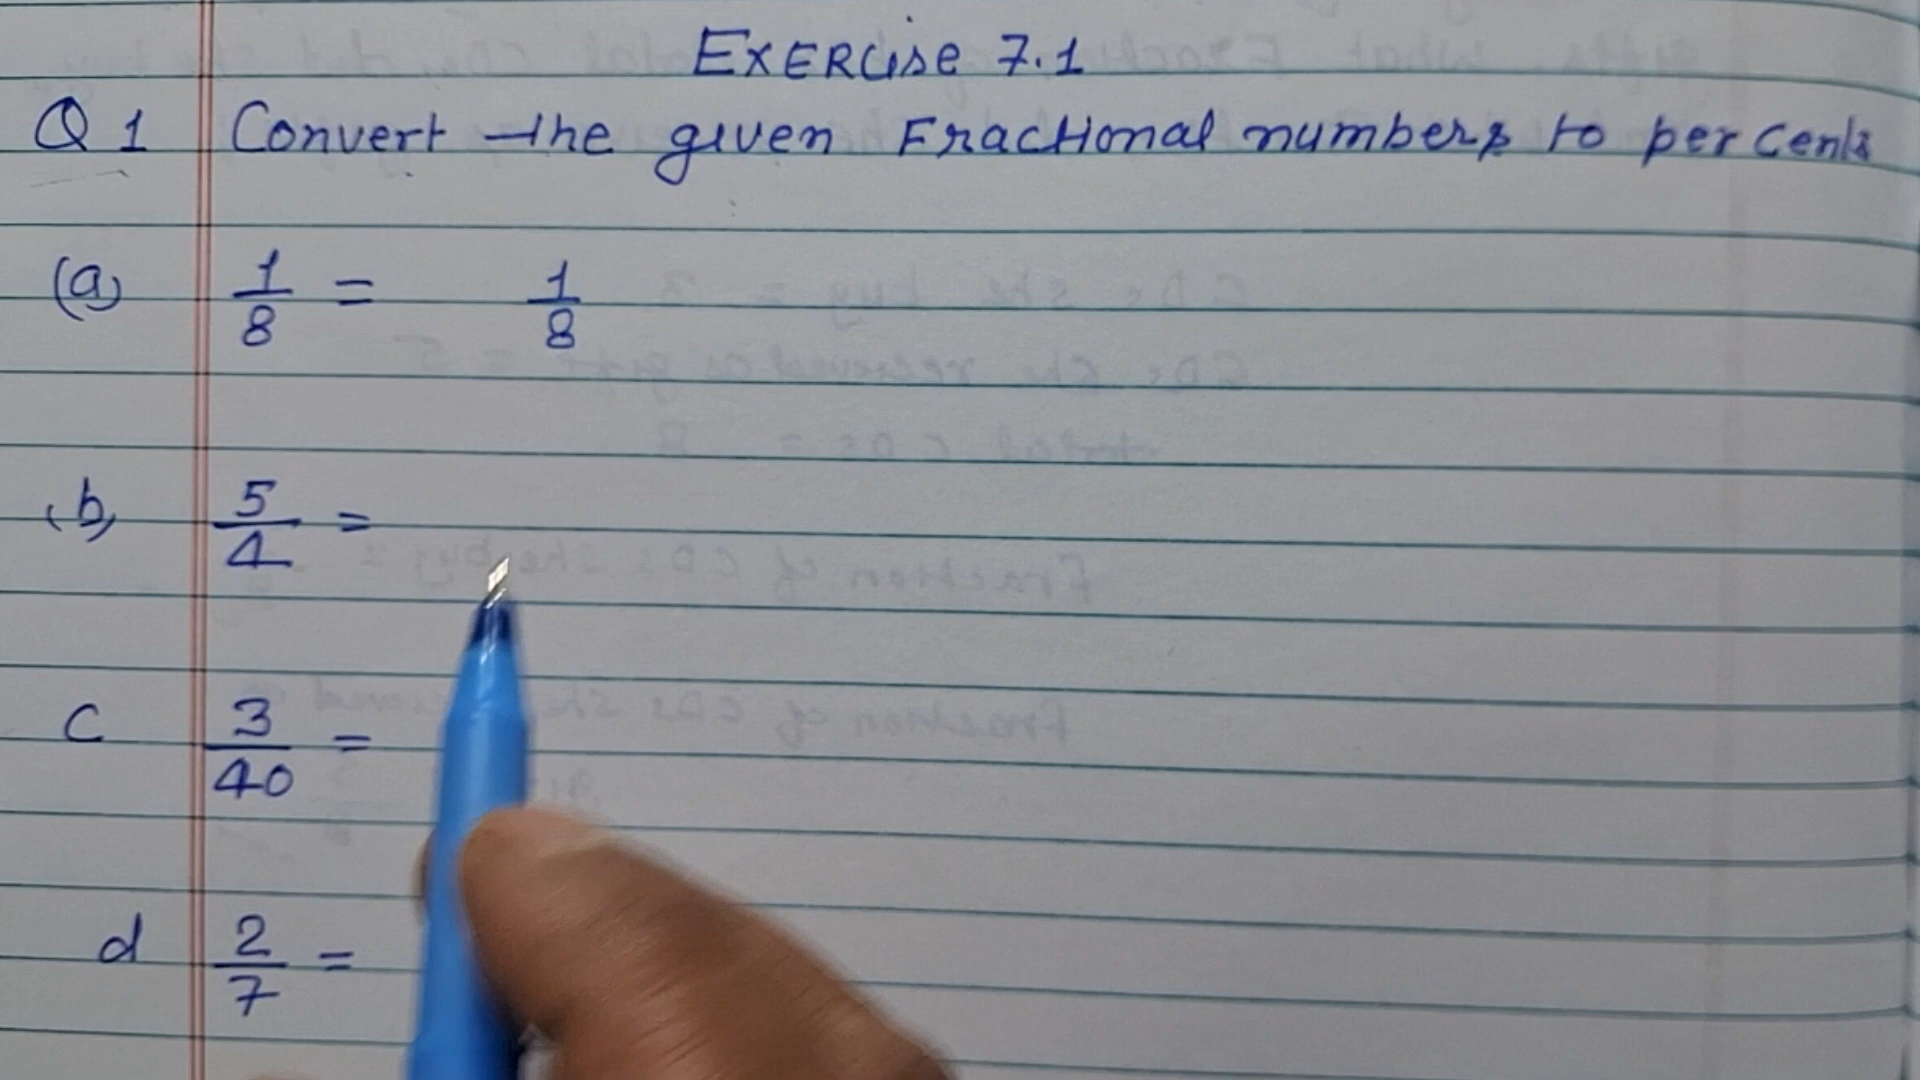 EXERCISE 7.1
Q 1 Convert the given Fractional numbers to per cents
(a) 1/8 = 1/8
(b) 5/4 =
c 3/40 =
d 2/7 =